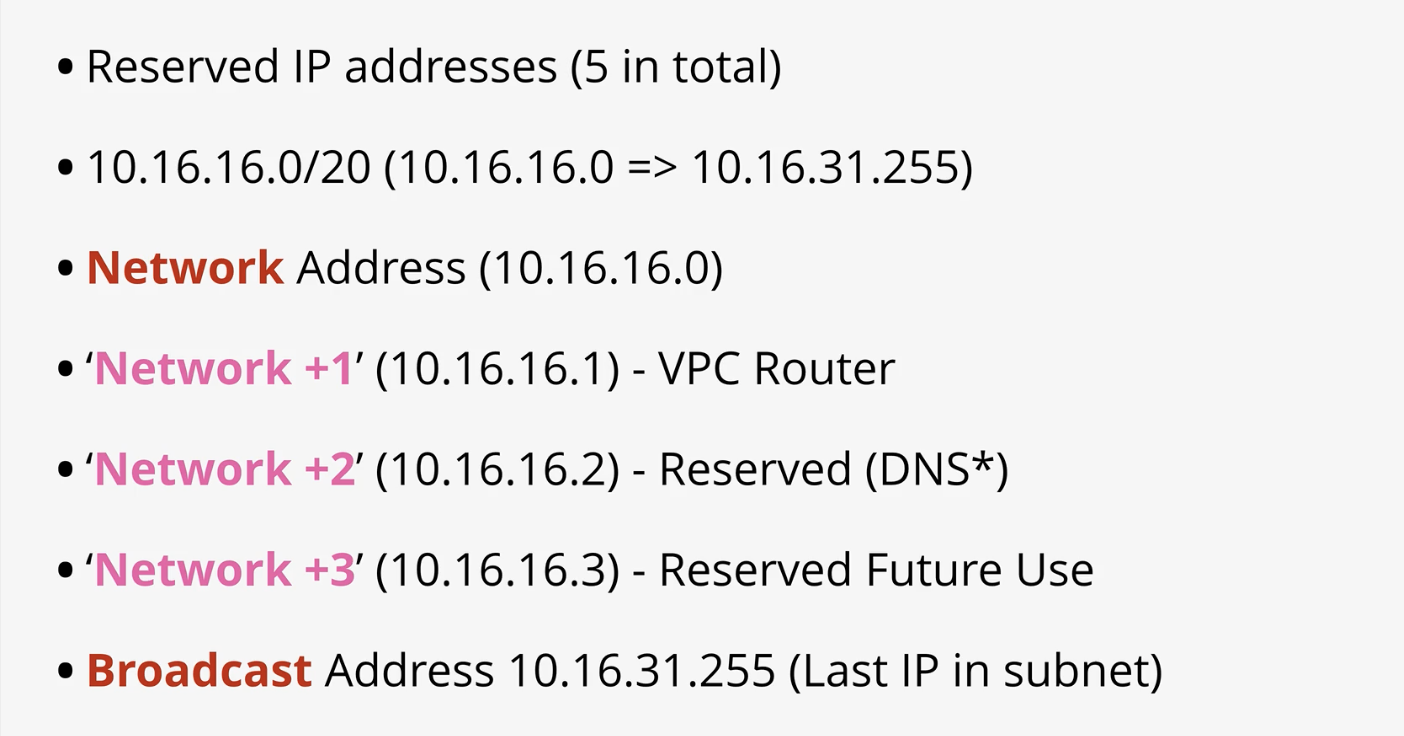 • Reserved IP addresses (5 in total)
• 10.16.16.0/20 (10.16.16.0 => 10.16.31.255)
• Network Address (10.16.16.0)
• ‘Network +1’ (10.16.16.1) - VPC Router
• ‘Network +2’ (10.16.16.2) - Reserved (DNS*)
• ‘Network +3’ (10.16.16.3) - Reserved Future Use
• Broadcast Address 10.16.31.255 (Last IP in subnet)